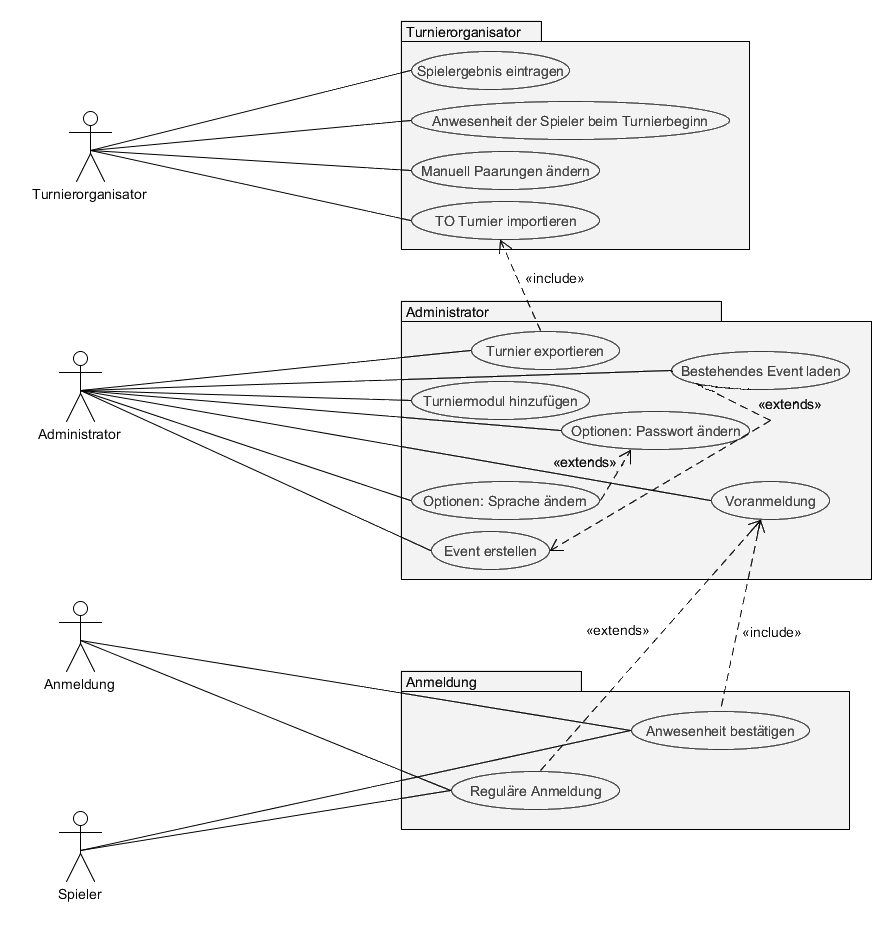 Turnierorganisator
Spielergebnis eintragen
Anwesenheit der Spieler beim Turnierbeginn
Manuell Paarungen ändern
Turnierorganisator
TO Turnier importieren
«include»
Administrator
Turnier exportieren
Bestehendes Event laden
Turniermodul hinzufügen
«extends»
Administrator
Optionen: Passwort ändern
«extends»
Optionen: Sprache ändern
Voranmeldung
Event erstellen
«extends»
«include»
Anmeldung
Anmeldung
Anwesenheit bestätigen
Reguläre Anmeldung
Spieler